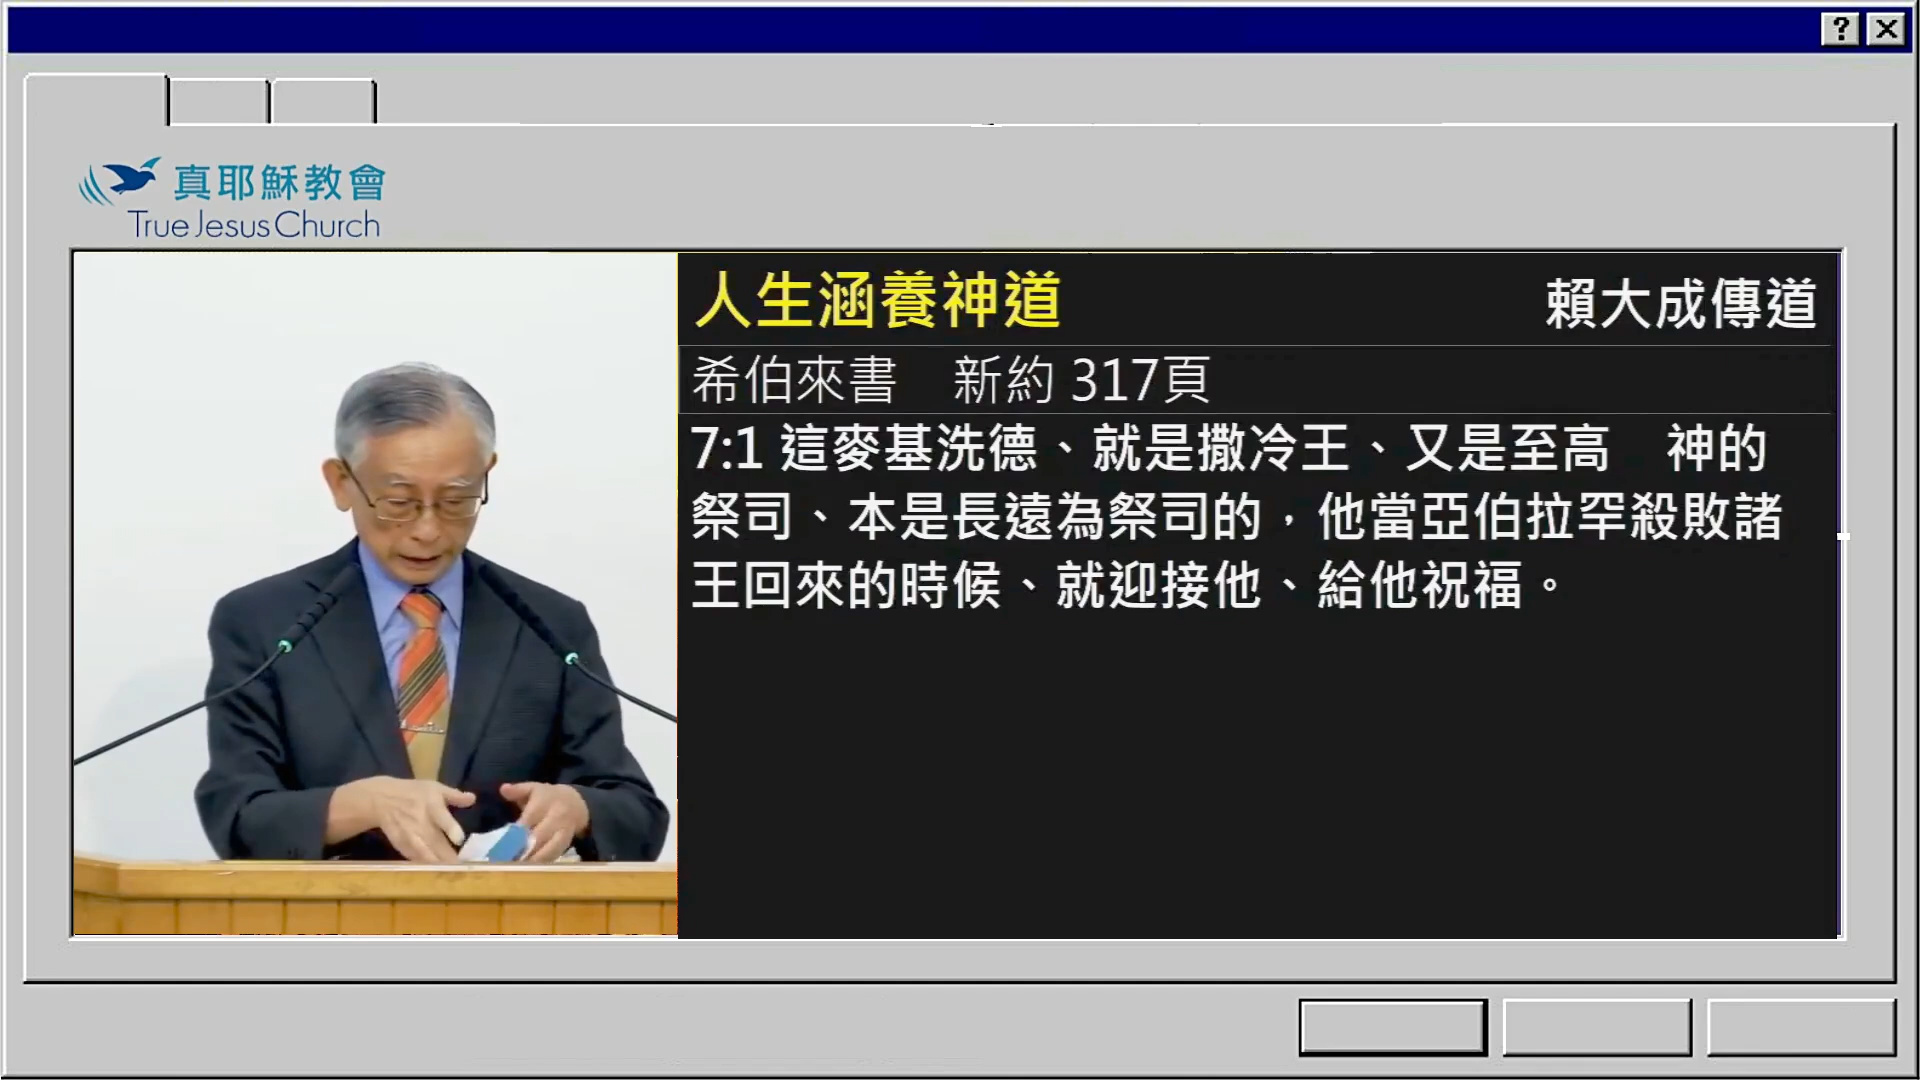 ?
真耶穌教會
True Jesus Church
人生涵養神道 賴大成傳道
希伯來書 新約 317頁
7:1 這麥基洗德、就是撒冷王、又是至高 神的
祭司、本是長遠為祭司的，他當亞伯拉罕殺敗諸
王回來的時候、就迎接他、給他祝福。